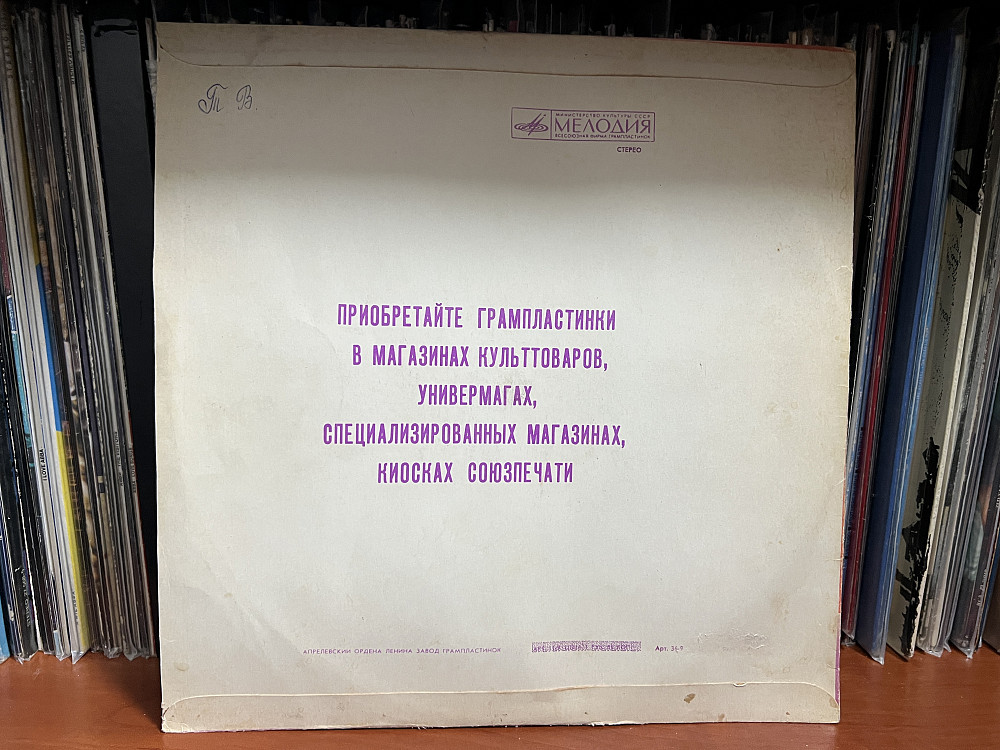 Т В.
МИНИСТЕРСТВО КУЛЬТУРЫ СССР
МЕЛОДИЯ
ВСЕСОЮЗНАЯ ФИРМА ГРАМПЛАСТИНОК
СТЕРЕО
ПРИОБРЕТАЙТЕ ГРАМПЛАСТИНКИ
В МАГАЗИНАХ КУЛЬТТОВАРОВ,
УНИВЕРМАГАХ,
СПЕЦИАЛИЗИРОВАННЫХ МАГАЗИНАХ,
КИОСКАХ СОЮЗПЕЧАТИ
АПРЕЛЕВСКИЙ ОРДЕНА ЛЕНИНА ЗАВОД ГРАМПЛАСТИНОК
Арт.